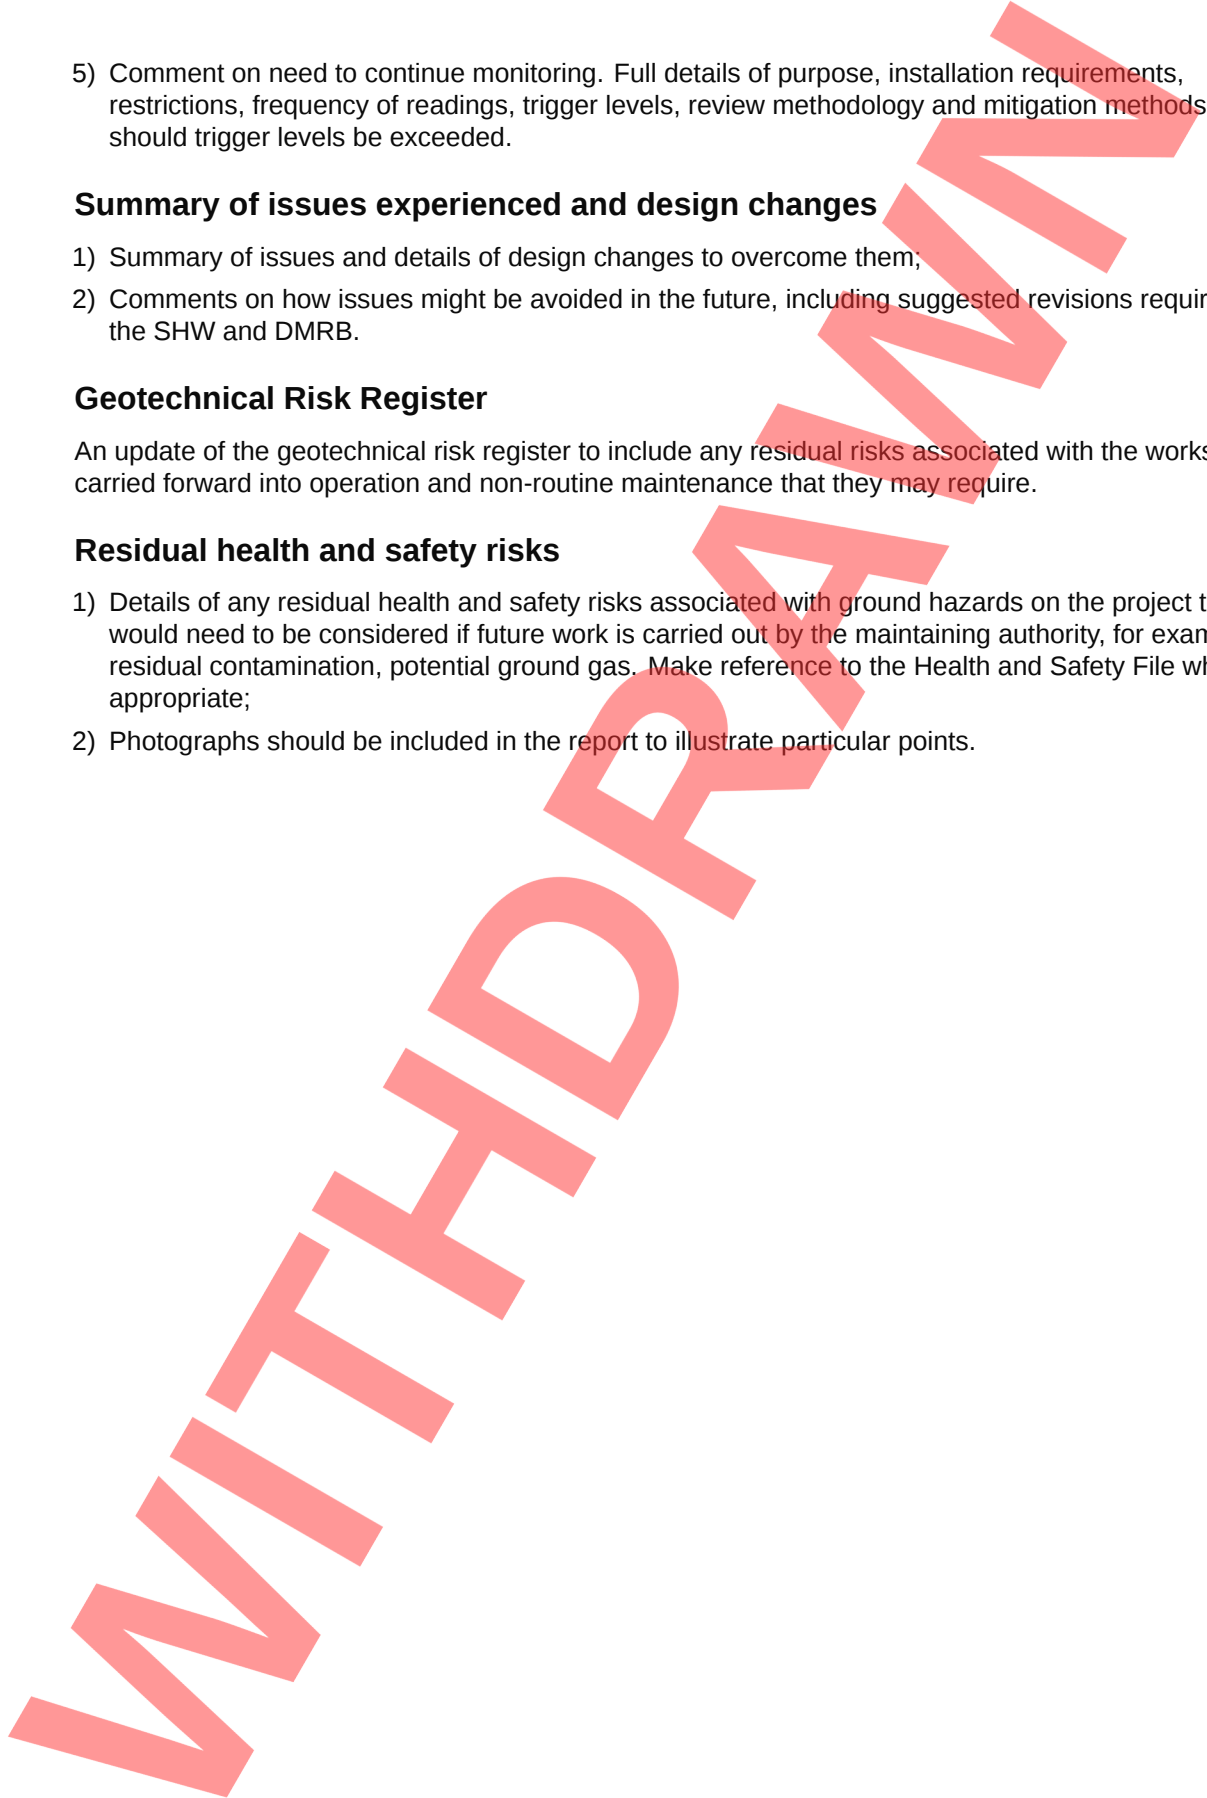 5) Comment on need to continue monitoring. Full details of purpose, installation requirements,
restrictions, frequency of readings, trigger levels, review methodology and mitigation methods
should trigger levels be exceeded.
Summary of issues experienced and design changes
1) Summary of issues and details of design changes to overcome them;
2) Comments on how issues might be avoided in the future, including suggested revisions
the SHW and DMRB.
Geotechnical Risk Register
An update of the geotechnical risk register to include any residual risks associated with the works
carried forward into operation and non-routine maintenance that they may require.
Residual health and safety risks
1) Details of any residual health and safety risks associated with ground hazards on the project
would need to be considered if future work is carried out by the maintaining authority, for
residual contamination, potential ground gas. Make reference to the Health and Safety File
appropriate;
2) Photographs should be included in the report to illustrate particular points.
WITHDRAWN